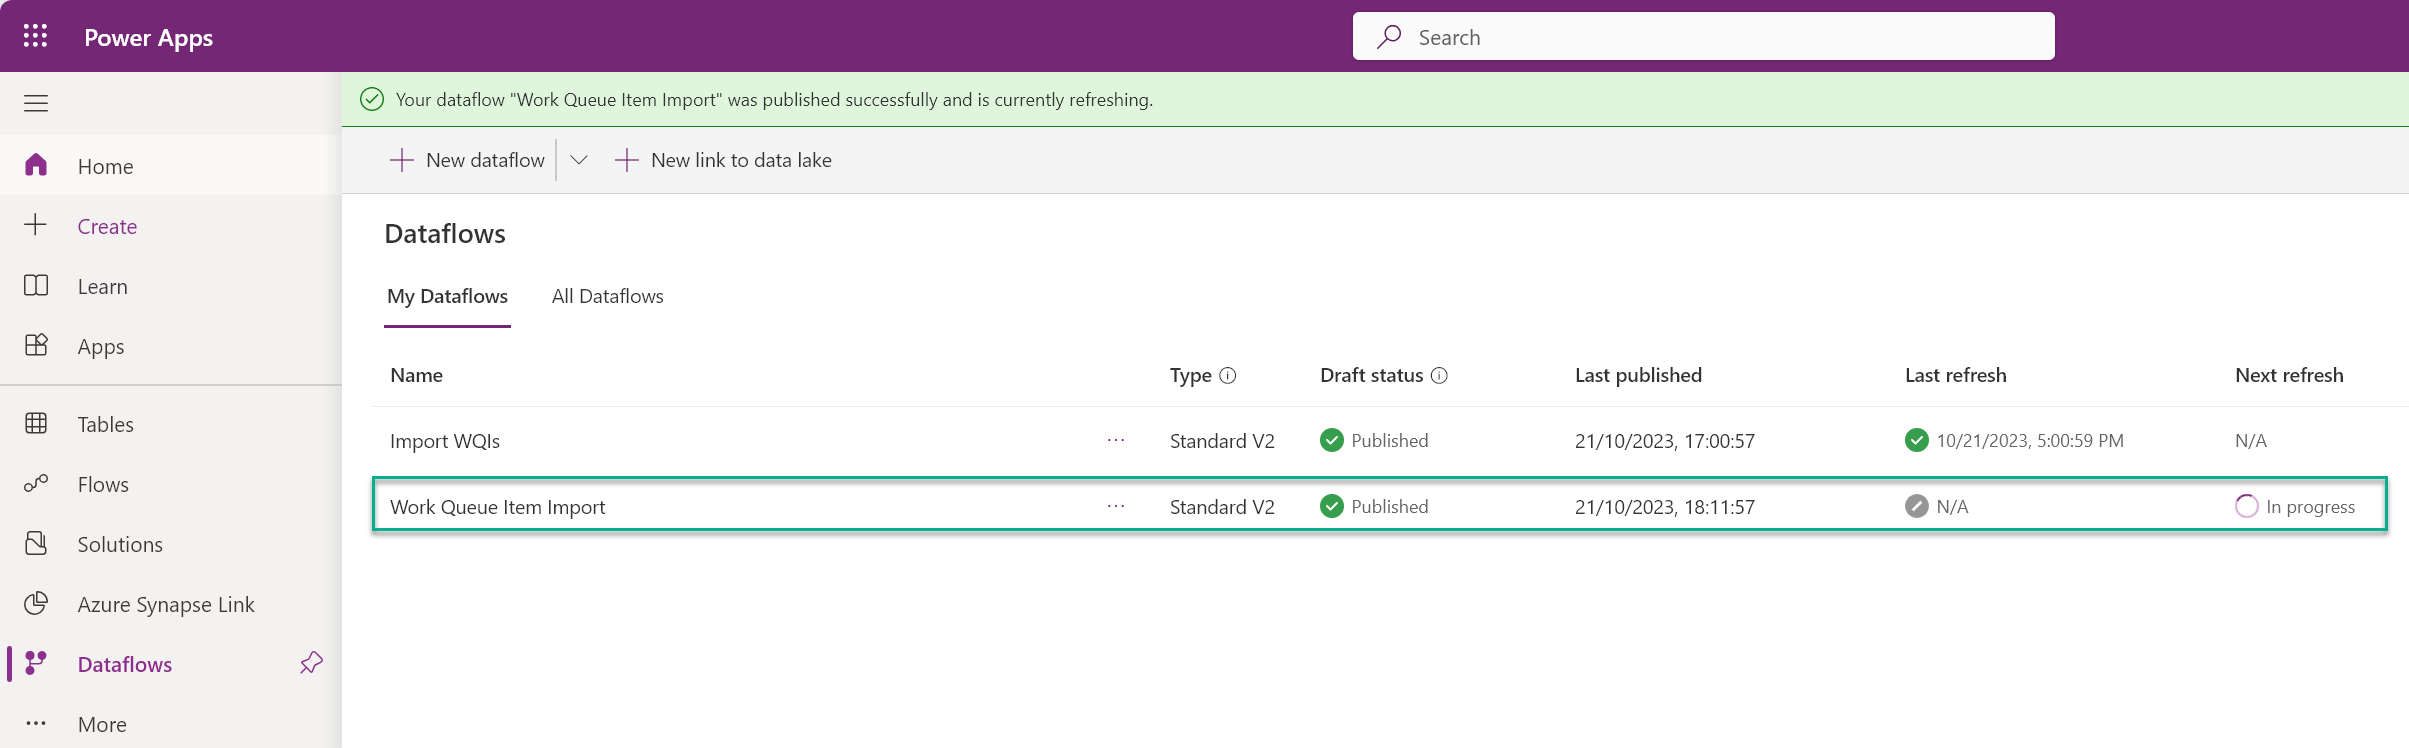 Power Apps
Search
Your dataflow "Work Queue Item Import" was published successfully and is currently refreshing.
New dataflow
New link to data lake
Home
Create
Learn
Apps
Tables
Flows
Solutions
Azure Synapse Link
Dataflows
More
Dataflows
My Dataflows All Dataflows
Name Type Draft status Last published Last refresh Next refresh
Import WQIs ... Standard V2 Published 21/10/2023, 17:00:57 10/21/2023, 5:00:59 PM N/A
Work Queue Item Import ... Standard V2 Published 21/10/2023, 18:11:57 N/A In progress